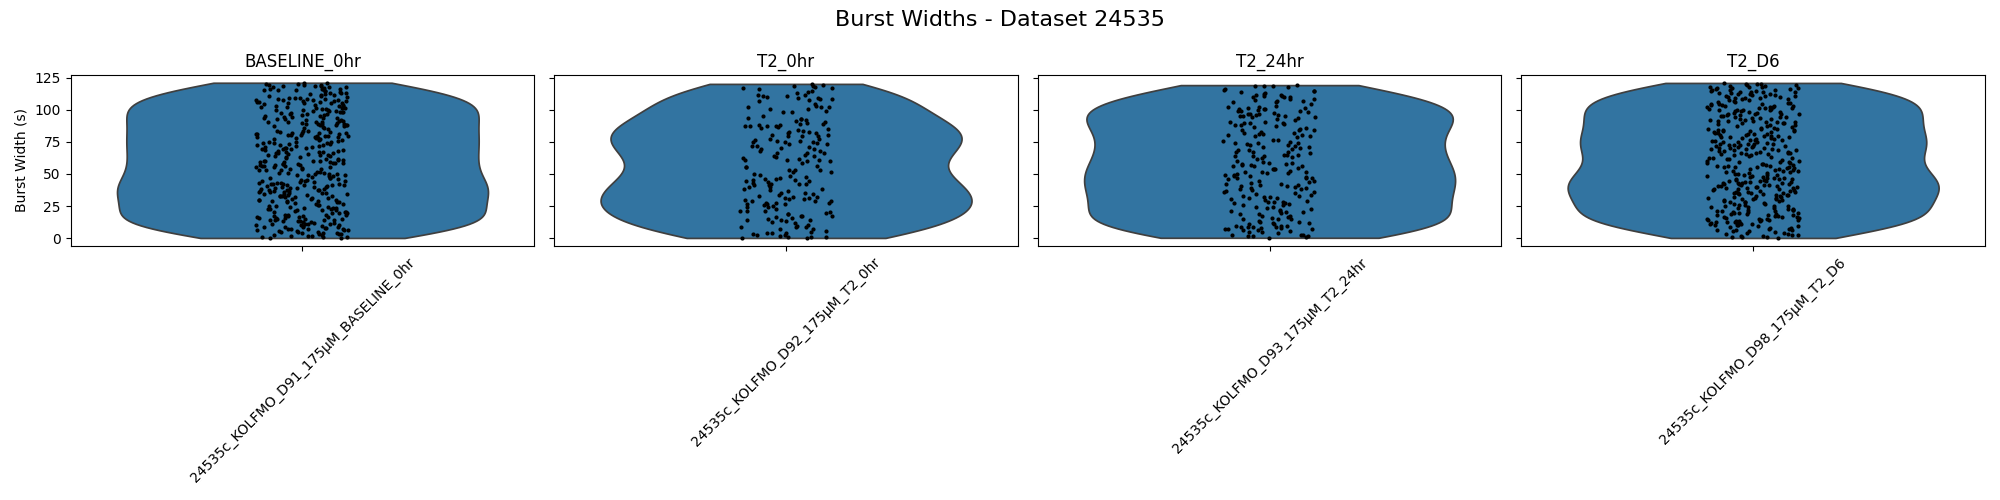 Burst Widths - Dataset 24535
BASELINE_0hr
T2_0hr
T2_24hr
T2_D6
Burst Width (s)
125
100
75
50
25
0
24535c_KOLFMO_D91_175µM_BASELINE_0hr
24535c_KOLFMO_D92_175µM_T2_0hr
24535c_KOLFMO_D93_175µM_T2_24hr
24535c_KOLFMO_D98_175µM_T2_D6